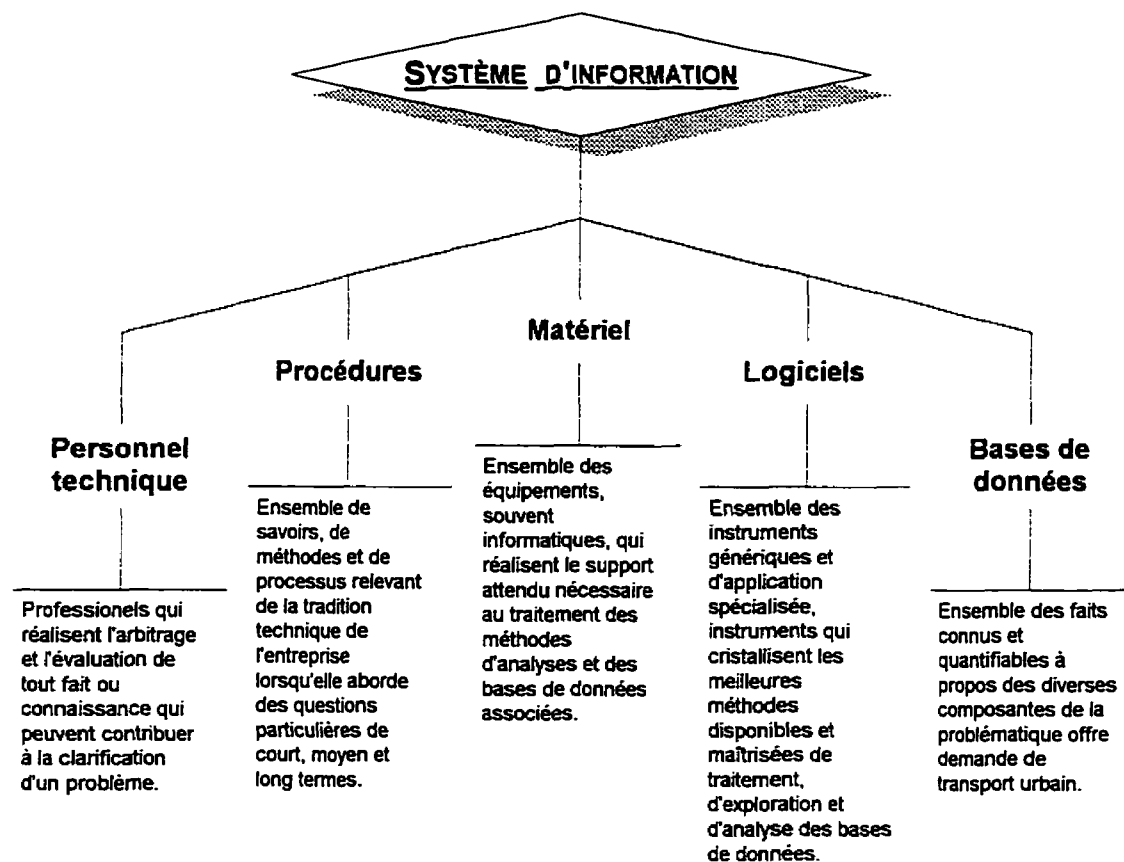 SYSTÈME D'INFORMATION
Personnel
technique
Professionels qui
réalisent l'arbitrage
et l'évaluation de
tout fait ou
connaissance qui
peuvent contribuer
à la clarification
d'un problème.
Procédures
Ensemble de
savoirs, de
méthodes et de
processus relevant
de la tradition
technique de
l'entreprise
lorsqu'elle aborde
des questions
particulières de
court, moyen et
long termes.
Matériel
Ensemble des
équipements,
souvent
informatiques, qui
réalisent le support
attendu nécessaire
au traitement des
méthodes
d'analyses et des
bases de données
associées.
Logiciels
Ensemble des
instruments
génériques et
d'application
spécialisée,
instruments qui
cristallisent les
meilleures
méthodes
disponibles et
maîtrisées de
traitement,
d'exploration et
d'analyse des bases
de données.
Bases de
données
Ensemble des faits
connus et
quantifiables à
propos des diverses
composantes de la
problématique offre
demande de
transport urbain.